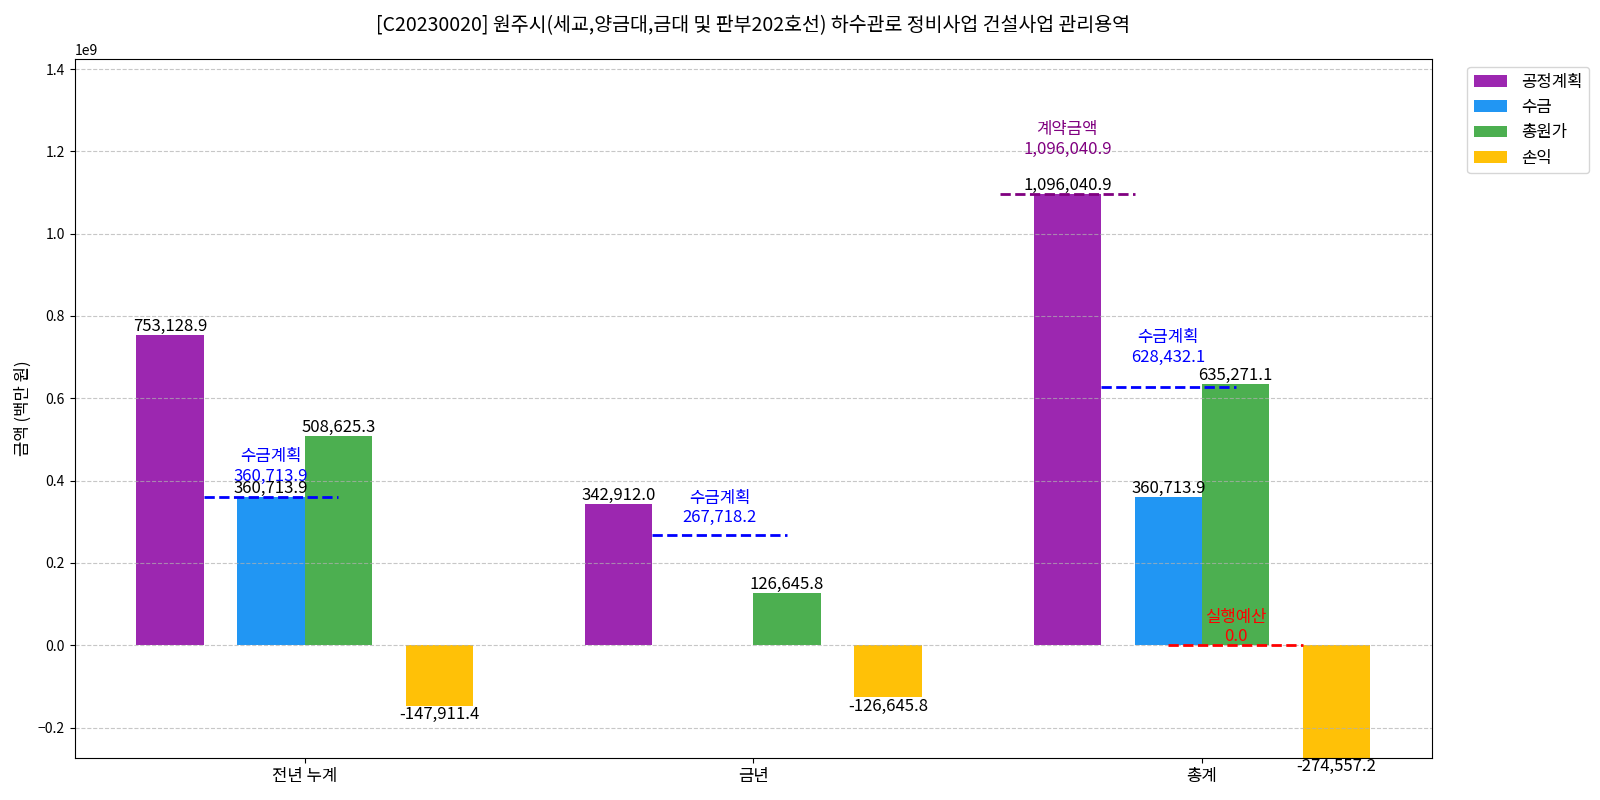 [C20230020] 원주시(세교,양금대,금대 및 판부202호선) 하수관로 정비사업 건설사업 관리용역
1e9
1.4
1.2
1.0
0.8
0.6
0.4
0.2
0.0
−0.2
금액 (백만 원)
753,128.9
수금계획
360,713.9
360,713.9
508,625.3
-147,911.4
342,912.0
수금계획
267,718.2
126,645.8
-126,645.8
계약금액
1,096,040.9
1,096,040.9
수금계획
628,432.1
635,271.1
360,713.9
실행예산
0.0
-274,557.2
전년 누계
금년
총계
공정계획
수금
총원가
손익